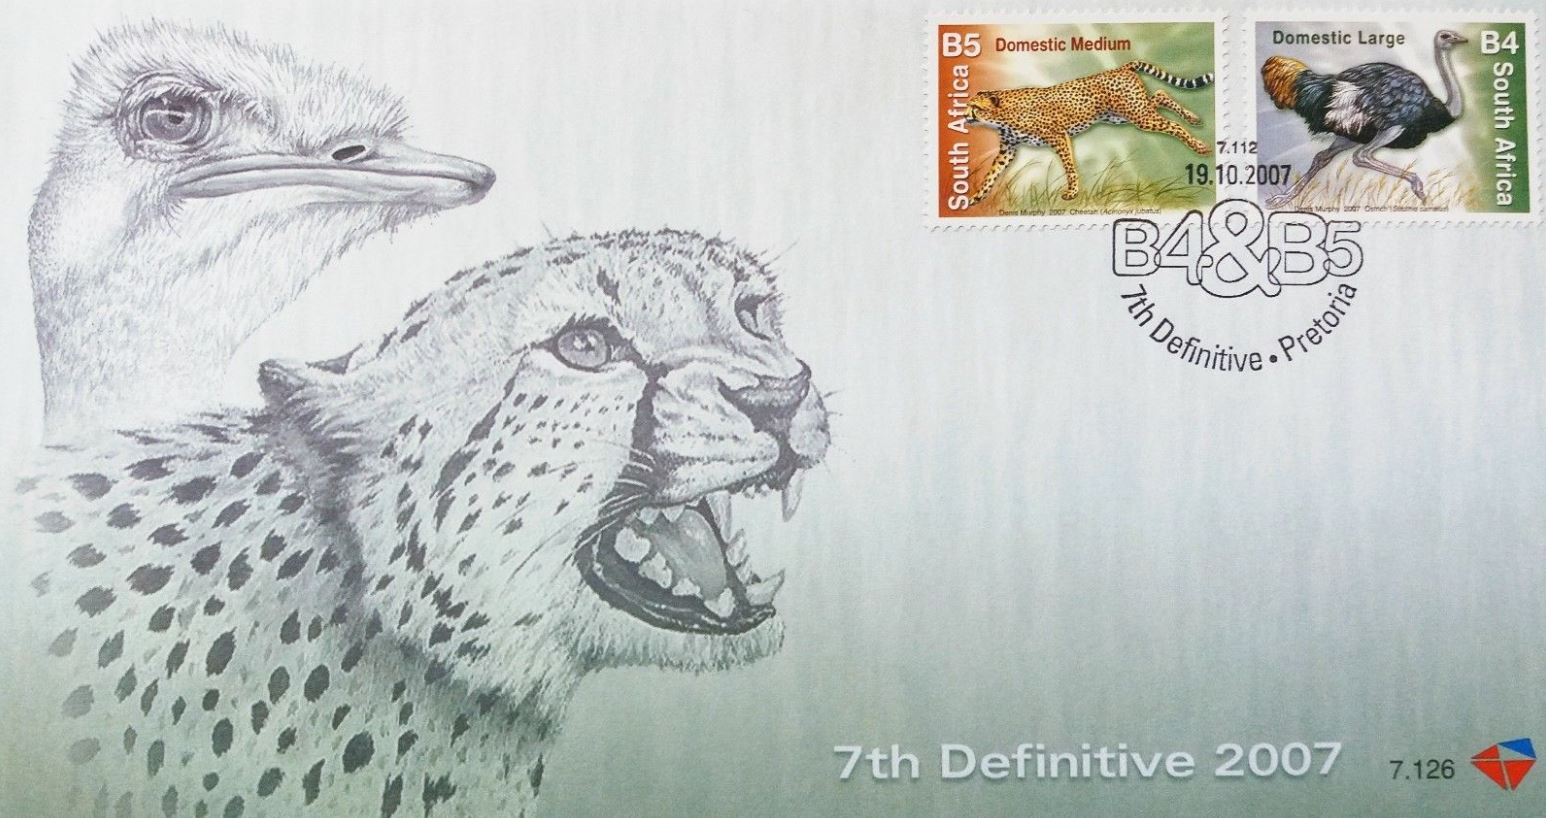 B5 Domestic Medium
South Africa
Denis Murphy 2007 Cheetah (Acinonyx jubatus)
Domestic Large B4
South Africa
Denis Murphy 2007 Ostrich (Struthio camelus)
7.112
19.10.2007
B4&B5
7th Definitive • Pretoria
7th Definitive 2007
7.126